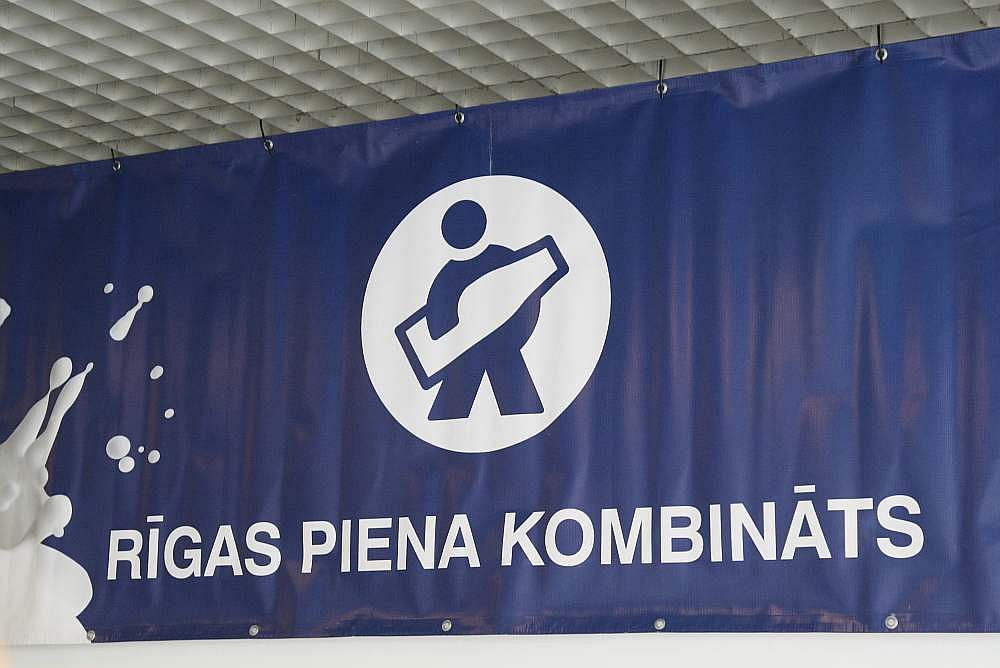 RĪGAS PIENA KOMBINĀTS